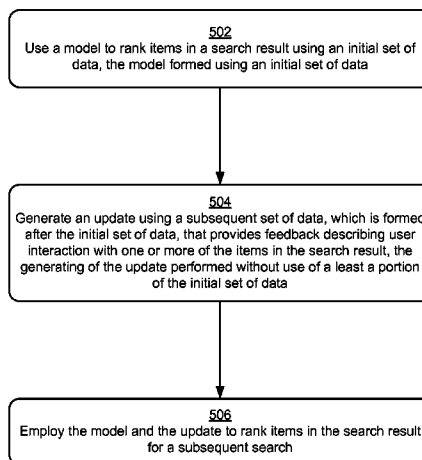 502
Use a model to rank items in a search result using an initial set of
data, the model formed using an initial set of data
504
Generate an update using a subsequent set of data, which is formed
after the initial set of data, that provides feedback describing user
interaction with one or more of the items in the search result, the
generating of the update performed without use of a least a portion
of the initial set of data
506
Employ the model and the update to rank items in the search result
for a subsequent search